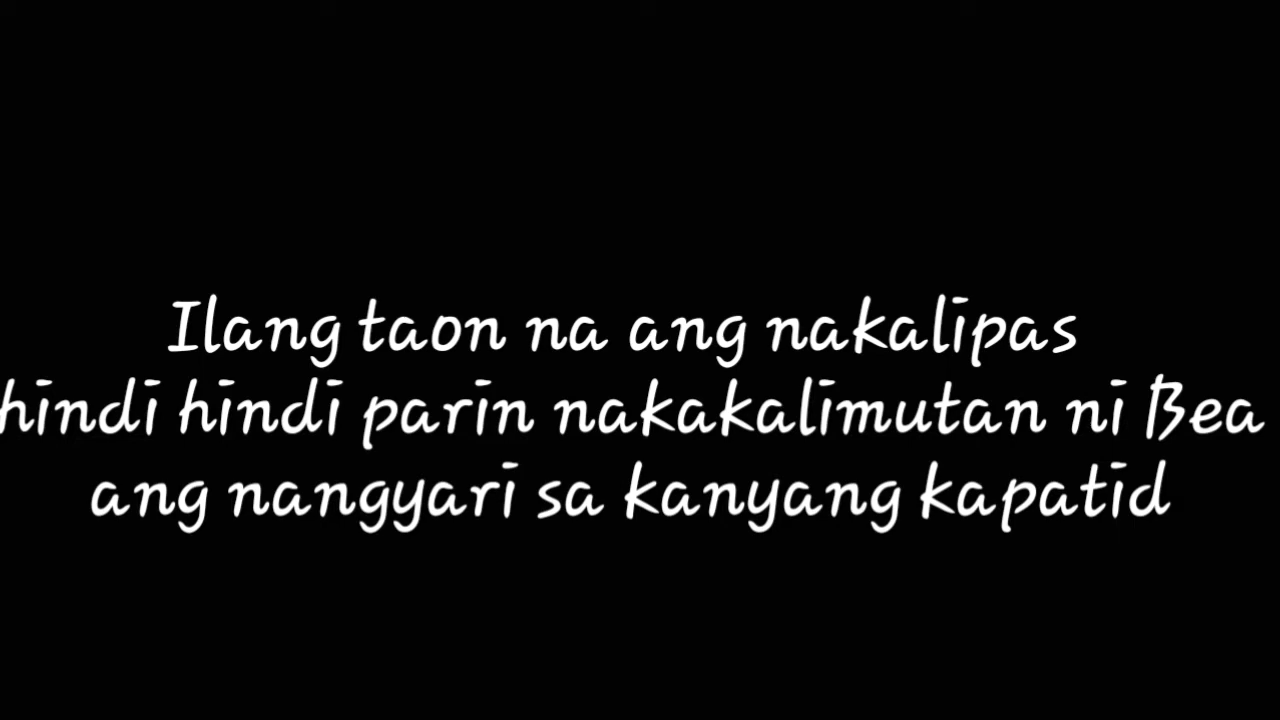 Ilang taon na ang nakalipas
hindi hindi parin nakakalimutan ni Bea
ang nangyari sa kanyang kapatid